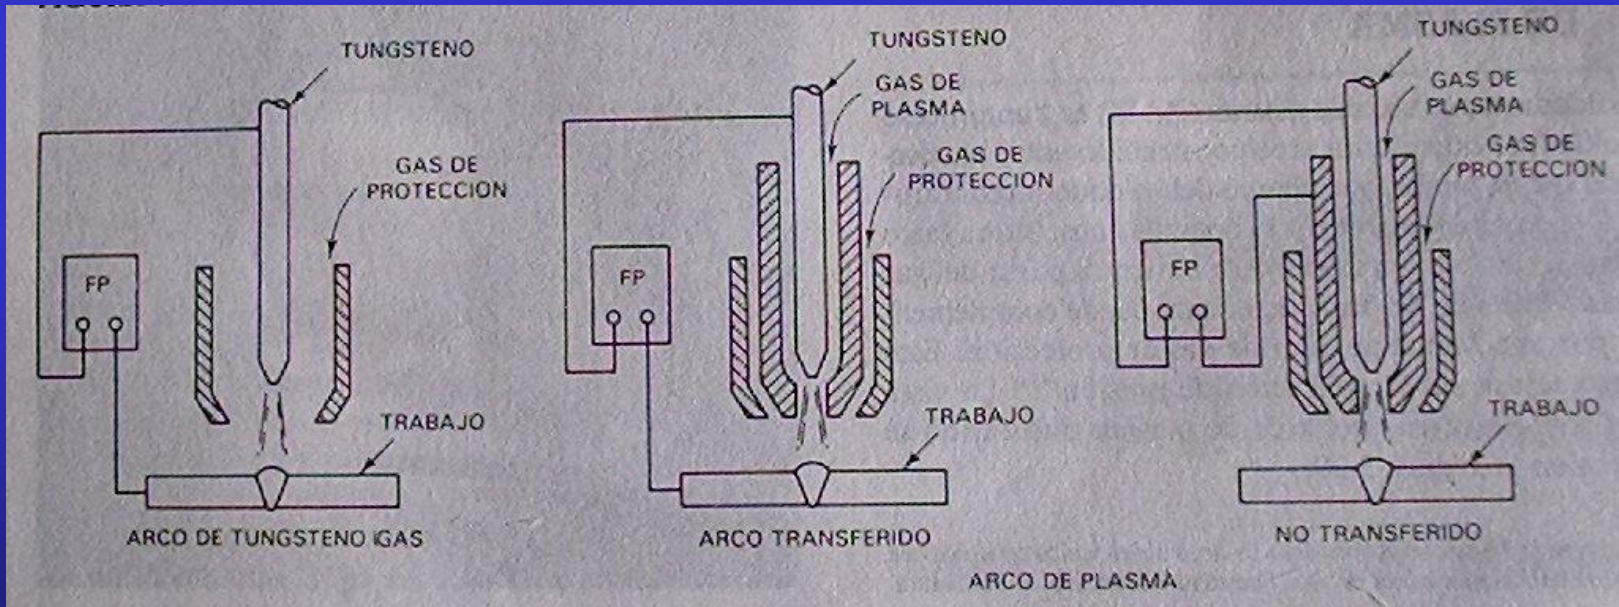 TUNGSTENO
GAS DE
PROTECCION
FP
TRABAJO
ARCO DE TUNGSTENO IGAS
TUNGSTENO
GAS DE
PLASMA
GAS DE
PROTECCION
FP
TRABAJO
ARCO TRANSFERIDO
TUNGSTENO
GAS DE
PLASMA
GAS DE
PROTECCION
FP
TRABAJO
NO TRANSFERIDO
ARCO DE PLASMA